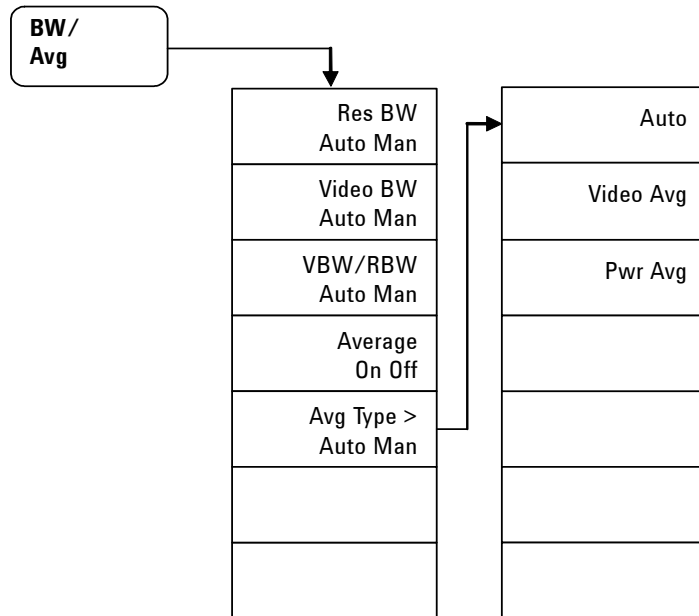 BW/
Avg
Res BW
Auto Man
Video BW
Auto Man
VBW/RBW
Auto Man
Average
On Off
Avg Type >
Auto Man
Auto
Video Avg
Pwr Avg